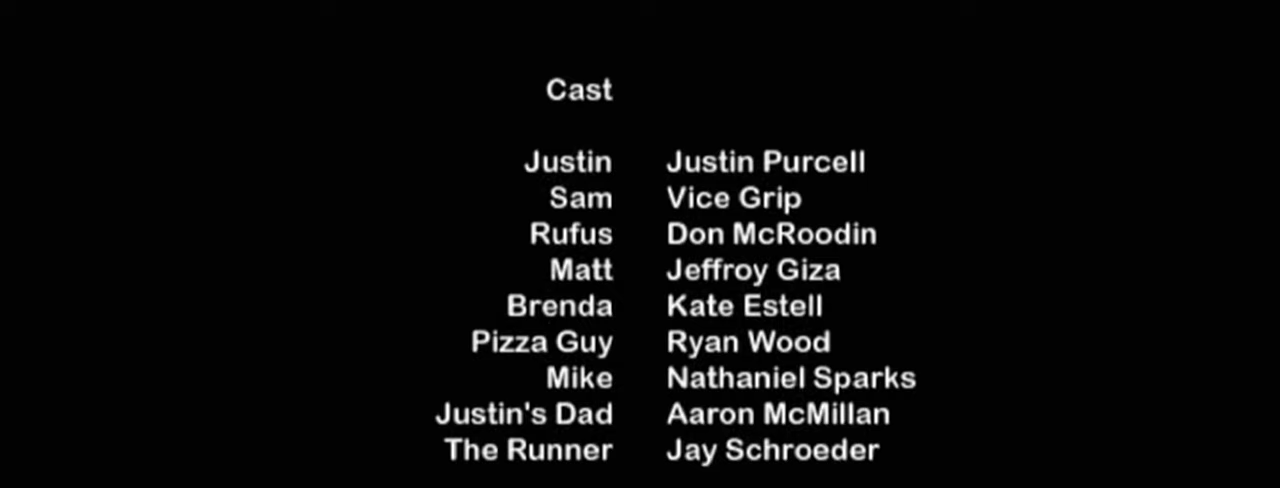 Cast
Justin Justin Purcell
Sam Vice Grip
Rufus Don McRoodin
Matt Jeffroy Giza
Brenda Kate Estell
Pizza Guy Ryan Wood
Mike Nathaniel Sparks
Justin's Dad Aaron McMillan
The Runner Jay Schroeder